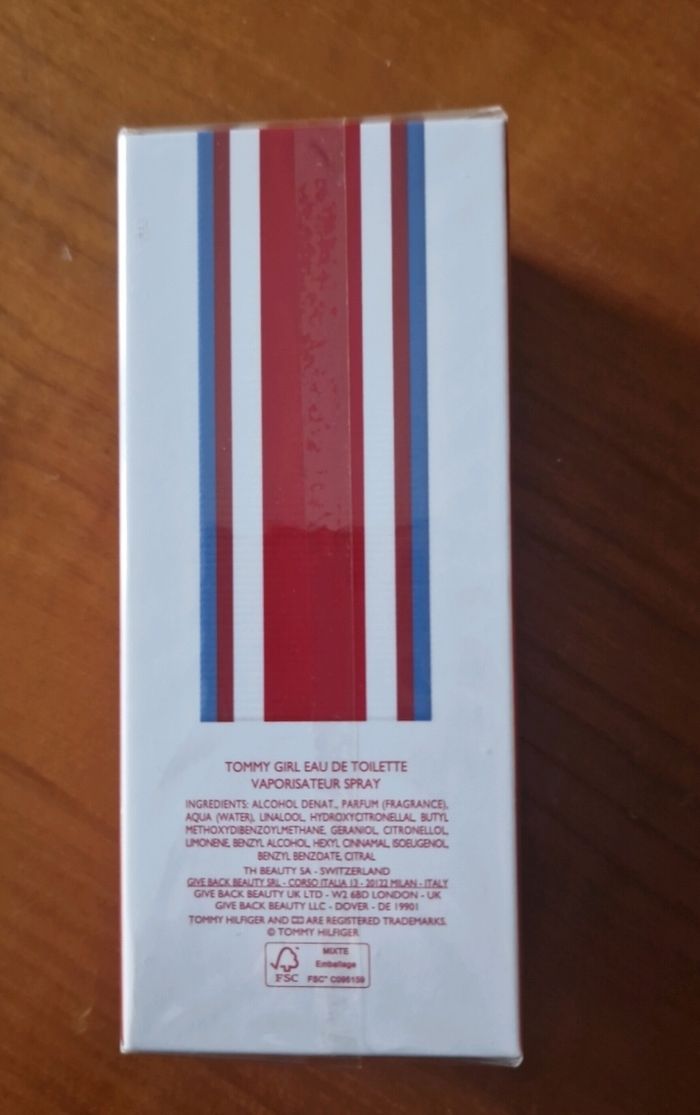 TOMMY GIRL EAU DE TOILETTE
VAPORISATEUR SPRAY
INGREDIENTS: ALCOHOL DENAT., PARFUM (FRAGRANCE),
AQUA (WATER), LINALOOL, HYDROXYCITRONELLAL, BUTYL
METHOXYDIBENZOYLMETHANE, GERANIOL, CITRONELLOL,
LIMONENE, BENZYL ALCOHOL, HEXYL CINNAMAL, ISOEUGENOL,
BENZYL BENZOATE, CITRAL
TH BEAUTY SA - SWITZERLAND
GIVE BACK BEAUTY SRL - CORSO ITALIA 13 - 20122 MILAN - ITALY
GIVE BACK BEAUTY UK LTD - W2 6BD LONDON - UK
GIVE BACK BEAUTY LLC - DOVER - DE 19901
TOMMY HILFIGER AND ARE REGISTERED TRADEMARKS.
© TOMMY HILFIGER
MIXTE
Emballage
FSC FSC® C095159